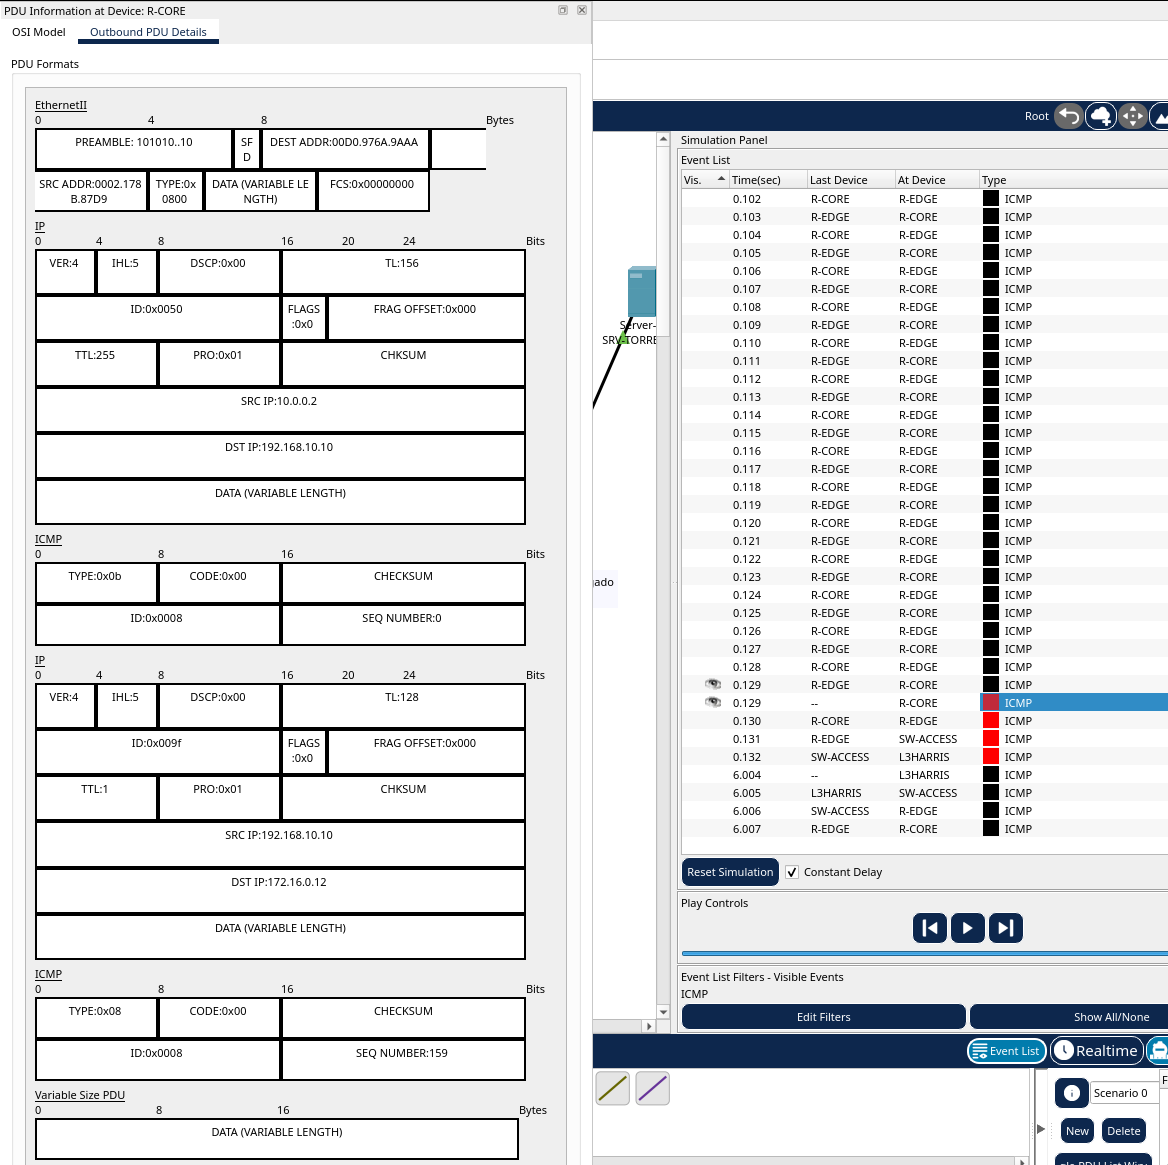 PDU Information at Device: R-CORE
OSI Model Outbound PDU Details
PDU Formats
EthernetII
0 4 8 Bytes
PREAMBLE: 101010..10 SF D DEST ADDR:00D0.976A.9AAA
SRC ADDR:0002.178B.87D9 TYPE:0x0800 DATA (VARIABLE LENGTH) FCS:0x00000000
IP
0 4 8 16 20 24 Bits
VER:4 IHL:5 DSCP:0x00 TL:156
ID:0x0050 FLAGS:0x0 FRAG OFFSET:0x000
TTL:255 PRO:0x01 CHKSUM
SRC IP:10.0.0.2
DST IP:192.168.10.10
DATA (VARIABLE LENGTH)
ICMP
0 8 16 Bits
TYPE:0x0b CODE:0x00 CHECKSUM
ID:0x0008 SEQ NUMBER:0
IP
0 4 8 16 20 24 Bits
VER:4 IHL:5 DSCP:0x00 TL:128
ID:0x009f FLAGS:0x0 FRAG OFFSET:0x000
TTL:1 PRO:0x01 CHKSUM
SRC IP:192.168.10.10
DST IP:172.16.0.12
DATA (VARIABLE LENGTH)
ICMP
0 8 16 Bits
TYPE:0x08 CODE:0x00 CHECKSUM
ID:0x0008 SEQ NUMBER:159
Variable Size PDU
0 8 16 Bytes
DATA (VARIABLE LENGTH)
Root
Server-
SRV-TORRE
gado
Simulation Panel
Event List
Vis. Time(sec) Last Device At Device Type
0.102 R-CORE R-EDGE ICMP
0.103 R-EDGE R-CORE ICMP
0.104 R-CORE R-EDGE ICMP
0.105 R-EDGE R-CORE ICMP
0.106 R-CORE R-EDGE ICMP
0.107 R-EDGE R-CORE ICMP
0.108 R-CORE R-EDGE ICMP
0.109 R-EDGE R-CORE ICMP
0.110 R-CORE R-EDGE ICMP
0.111 R-EDGE R-CORE ICMP
0.112 R-CORE R-EDGE ICMP
0.113 R-EDGE R-CORE ICMP
0.114 R-CORE R-EDGE ICMP
0.115 R-EDGE R-CORE ICMP
0.116 R-CORE R-EDGE ICMP
0.117 R-EDGE R-CORE ICMP
0.118 R-CORE R-EDGE ICMP
0.119 R-EDGE R-CORE ICMP
0.120 R-CORE R-EDGE ICMP
0.121 R-EDGE R-CORE ICMP
0.122 R-CORE R-EDGE ICMP
0.123 R-EDGE R-CORE ICMP
0.124 R-CORE R-EDGE ICMP
0.125 R-EDGE R-CORE ICMP
0.126 R-CORE R-EDGE ICMP
0.127 R-EDGE R-CORE ICMP
0.128 R-CORE R-EDGE ICMP
0.129 R-EDGE R-CORE ICMP
0.129 -- R-CORE ICMP
0.130 R-CORE R-EDGE ICMP
0.131 R-EDGE SW-ACCESS ICMP
0.132 SW-ACCESS L3HARRIS ICMP
6.004 -- L3HARRIS ICMP
6.005 L3HARRIS SW-ACCESS ICMP
6.006 SW-ACCESS R-EDGE ICMP
6.007 R-EDGE R-CORE ICMP
Reset Simulation Constant Delay
Play Controls
Event List Filters - Visible Events
ICMP
Edit Filters Show All/None
Event List Realtime
Scenario 0 F
New Delete